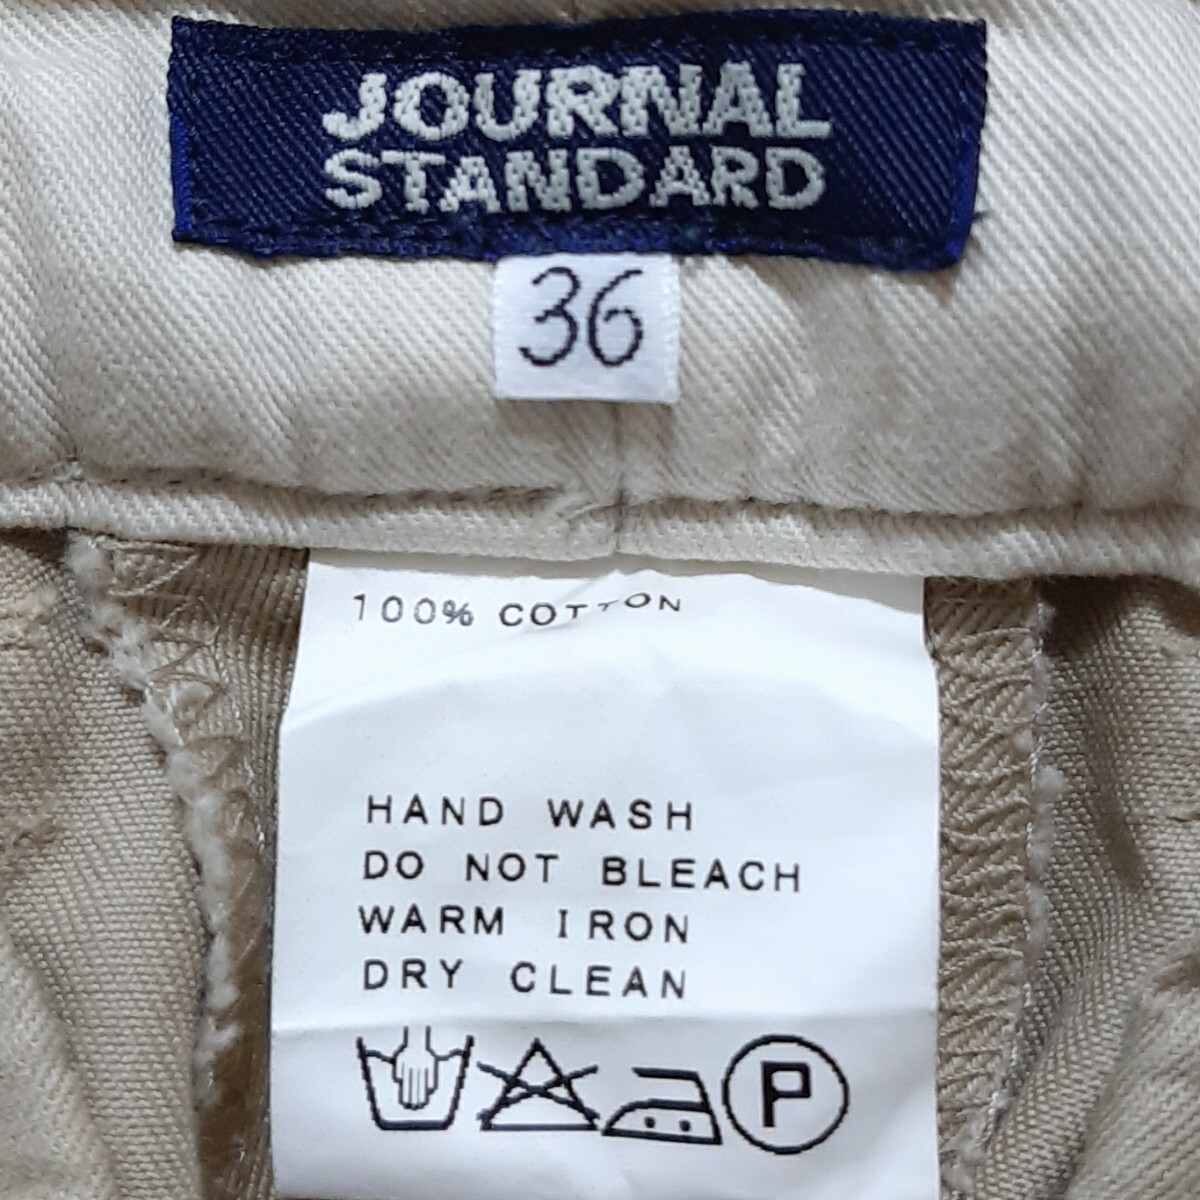 JOURNAL
STANDARD
36
100% COTTON
HAND WASH
DO NOT BLEACH
WARM IRON
DRY CLEAN
P